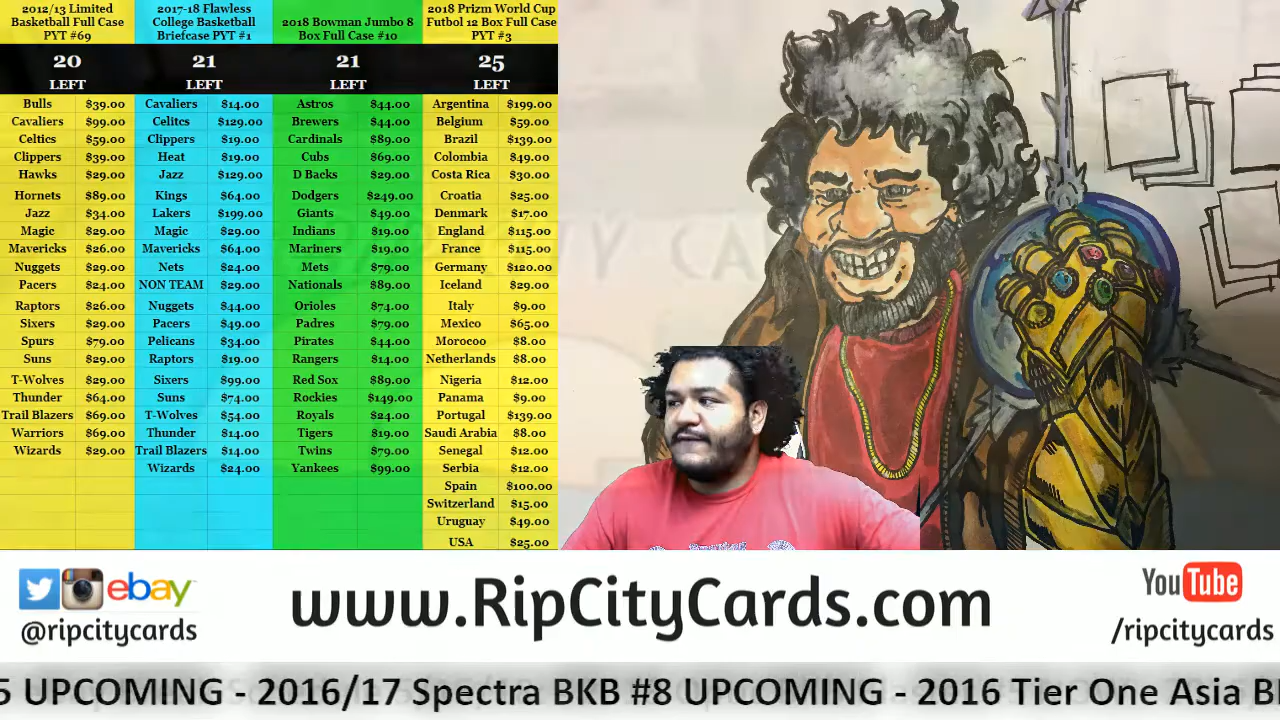 2012/13 Limited
Basketball Full Case
PYT #69
20
LEFT
Bulls $39.00
Cavaliers $99.00
Celtics $59.00
Clippers $39.00
Hawks $29.00
Hornets $89.00
Jazz $34.00
Magic $29.00
Mavericks $26.00
Nuggets $29.00
Pacers $24.00
Raptors $26.00
Sixers $29.00
Spurs $79.00
Suns $29.00
T-Wolves $29.00
Thunder $64.00
Trail Blazers $69.00
Warriors $69.00
Wizards $29.00
2017-18 Flawless
College Basketball
Briefcase PYT #1
21
LEFT
Cavaliers $14.00
Celitcs $129.00
Clippers $19.00
Heat $19.00
Jazz $129.00
Kings $64.00
Lakers $199.00
Magic $29.00
Mavericks $64.00
Nets $24.00
NON TEAM $29.00
Nuggets $44.00
Pacers $49.00
Pelicans $34.00
Raptors $19.00
Sixers $99.00
Suns $74.00
T-Wolves $54.00
Thunder $14.00
Trail Blazers $14.00
Wizards $24.00
2018 Bowman Jumbo 8
Box Full Case #10
21
LEFT
Astros $44.00
Brewers $44.00
Cardinals $89.00
Cubs $69.00
D Backs $29.00
Dodgers $249.00
Giants $49.00
Indians $19.00
Mariners $19.00
Mets $79.00
Nationals $89.00
Orioles $74.00
Padres $79.00
Pirates $44.00
Rangers $14.00
Red Sox $89.00
Rockies $149.00
Royals $24.00
Tigers $19.00
Twins $79.00
Yankees $99.00
2018 Prizm World Cup
Futbol 12 Box Full Case
PYT #3
25
LEFT
Argentina $199.00
Belgium $59.00
Brazil $139.00
Colombia $49.00
Costa Rica $30.00
Croatia $25.00
Denmark $17.00
England $115.00
France $115.00
Germany $120.00
Iceland $29.00
Italy $9.00
Mexico $65.00
Morocoo $8.00
Netherlands $8.00
Nigeria $12.00
Panama $9.00
Portugal $139.00
Saudi Arabia $8.00
Senegal $12.00
Serbia $12.00
Spain $100.00
Switzerland $15.00
Uruguay $49.00
USA $25.00
ebay
@ripcitycards
www.RipCityCards.com
YouTube
/ripcitycards
5 UPCOMING - 2016/17 Spectra BKB #8 UPCOMING - 2016 Tier One Asia